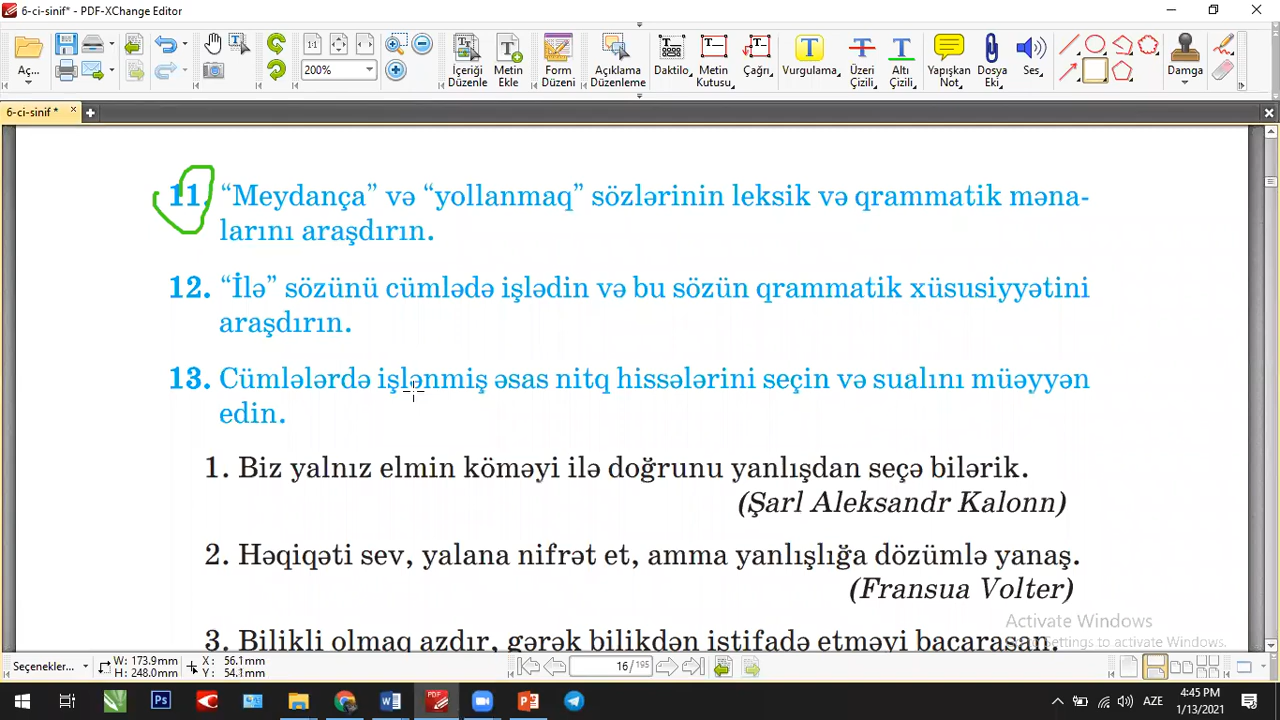 6-ci-sinif* - PDF-XChange Editor
Aç...
200%
İçeriği Düzenle
Metin Ekle
Form Düzeni
Açıklama Düzenleme
Daktilo
Metin Kutusu
Çağrı
Vurgulama
Üzeri Çizili
Altı Çizili
Yapışkan Not
Dosya Eki
Ses
Damga
6-ci-sinif *
11. “Meydança” və “yollanmaq” sözlərinin leksik və qrammatik məna-
larını araşdırın.
12. “İlə” sözünü cümlədə işlədin və bu sözün qrammatik xüsusiyyətini
araşdırın.
13. Cümlələrdə işlənmiş əsas nitq hissələrini seçin və sualını müəyyən
edin.
1. Biz yalnız elmin köməyi ilə doğrunu yanlışdan seçə bilərik.
(Şarl Aleksandr Kalonn)
2. Həqiqəti sev, yalana nifrət et, amma yanlışlığa dözümlə yanaş.
(Fransua Volter)
Activate Windows
Settings to activate Windows.
3. Bilikli olmaq azdır, gərək bilikdən istifadə etməyi bacarasan.
Seçenekler...
W: 173.9mm
H: 248.0mm
X: 56.1mm
Y: 54.1mm
16 / 195
AZE
4:45 PM
1/13/2021